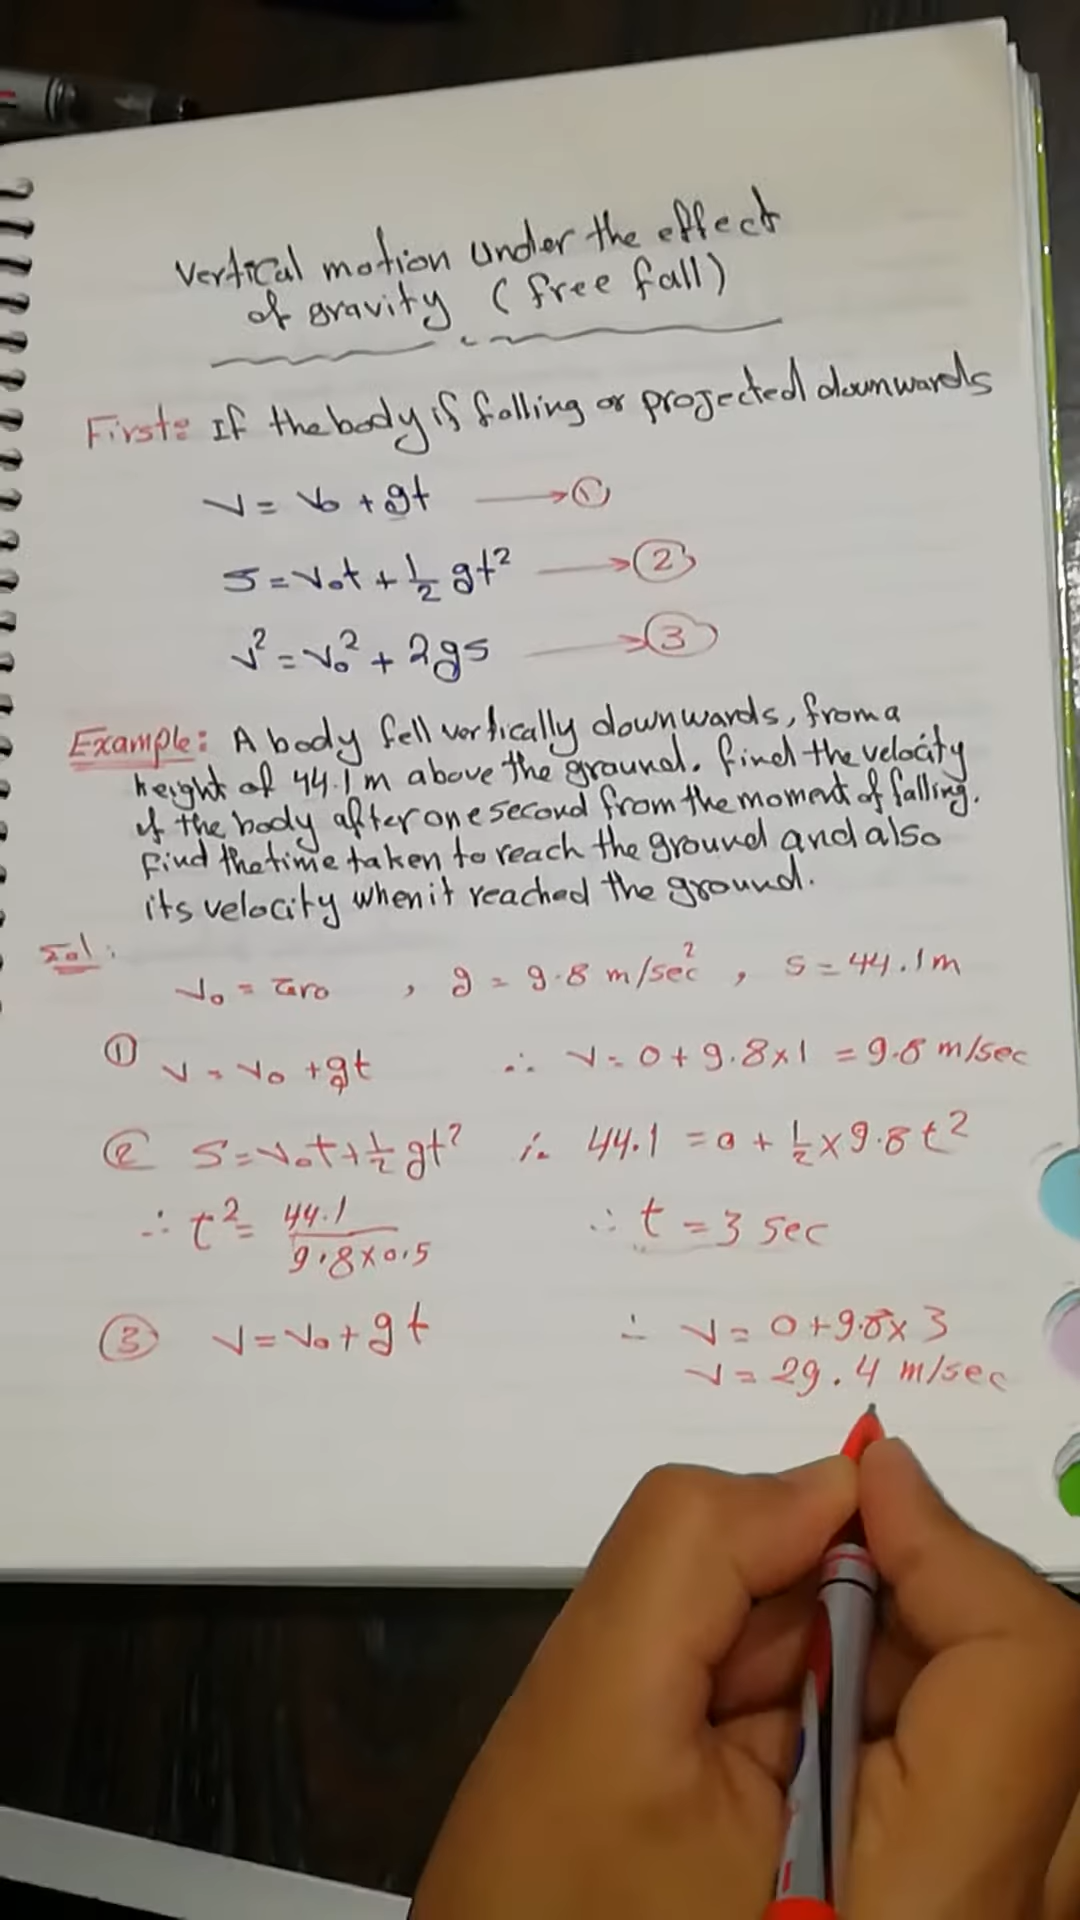 Vertical motion under the effect
of gravity (free fall)
First: If the body is falling or projected downwards
v = v₀ + gt → ①
s = v₀t + ½ gt² → ②
v² = v₀² + 2gs → ③
Example: A body fell vertically downwards, from a
height of 44.1 m above the ground. find the velocity
of the body after one second from the moment of falling.
find the time taken to reach the ground and also
its velocity when it reached the ground.
Sol:
v₀ = zero , g = 9.8 m/sec² , s = 44.1 m
① v = v₀ + gt ∴ v = 0 + 9.8 × 1 = 9.8 m/sec
② s = v₀t + ½ gt² ∴ 44.1 = 0 + ½ × 9.8 t²
∴ t² = 44.1 / 9.8 × 0.5 ∴ t = 3 sec
③ v = v₀ + gt ∴ v = 0 + 9.8 × 3
v = 29.4 m/sec